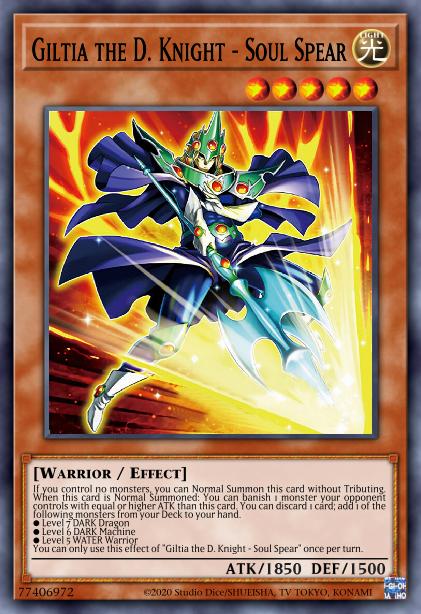 GILTIA THE D. KNIGHT - SOUL SPEAR
LIGHT
光
[WARRIOR / EFFECT]
If you control no monsters, you can Normal Summon this card without Tributing.
When this card is Normal Summoned: You can banish 1 monster your opponent
controls with equal or higher ATK than this card. You can discard 1 card; add 1 of the
following monsters from your Deck to your hand.
● Level 7 DARK Dragon
● Level 6 DARK Machine
● Level 5 WATER Warrior
You can only use this effect of "Giltia the D. Knight - Soul Spear" once per turn.
ATK/1850 DEF/1500
77406972
©2020 Studio Dice/SHUEISHA, TV TOKYO, KONAMI